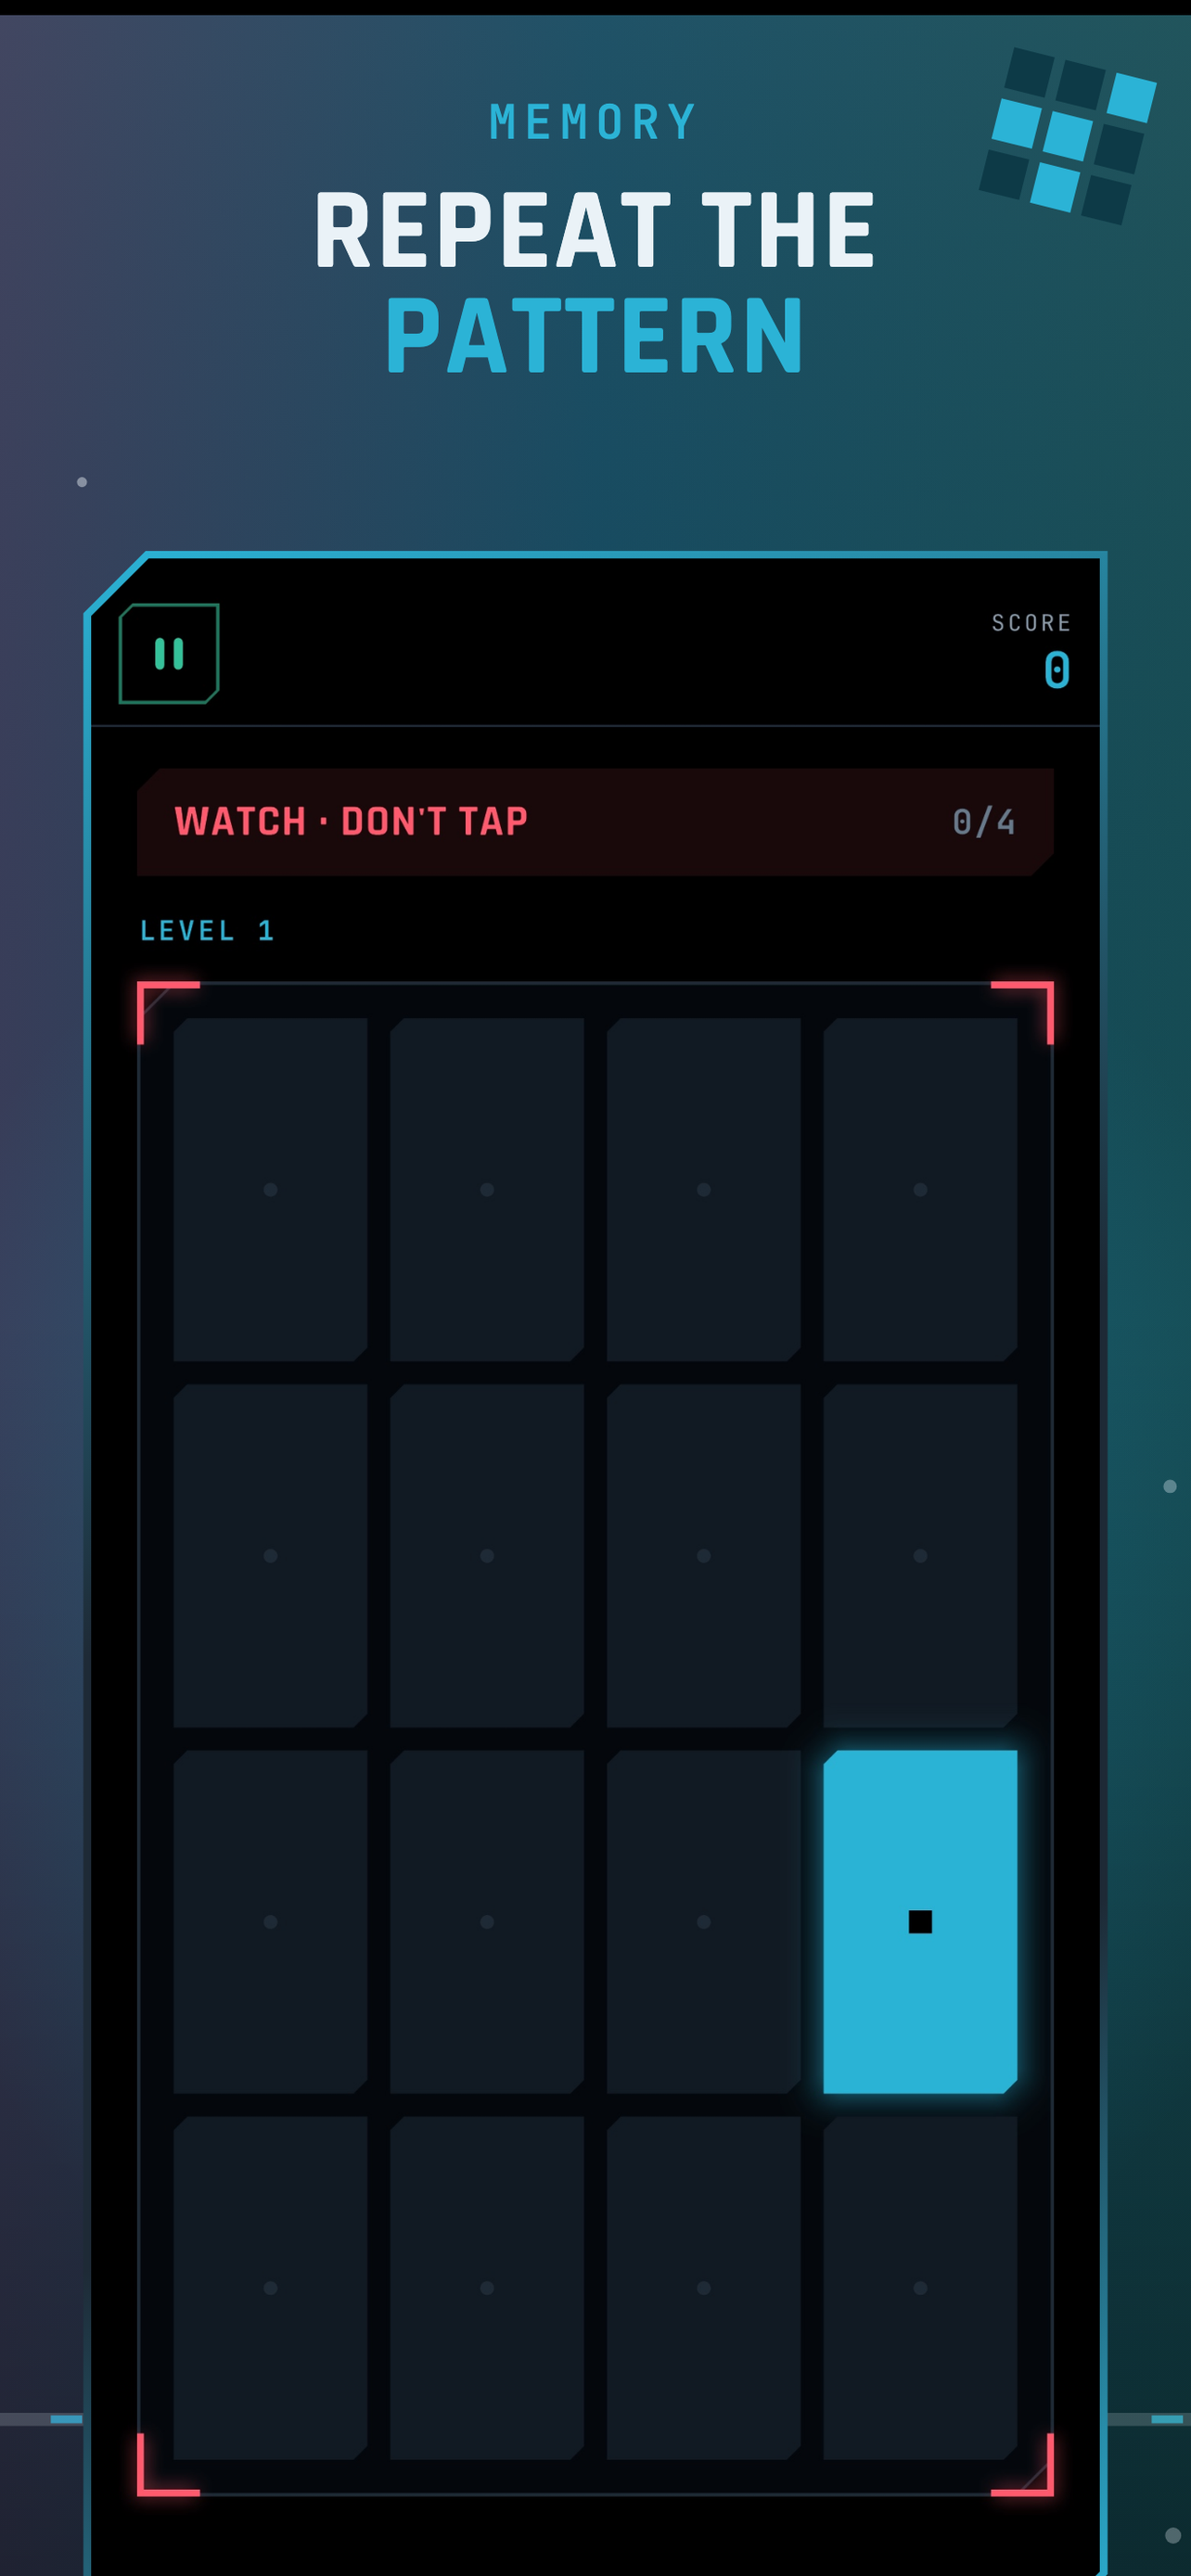 MEMORY
REPEAT THE
PATTERN
SCORE
0
WATCH · DON'T TAP 0/4
LEVEL 1